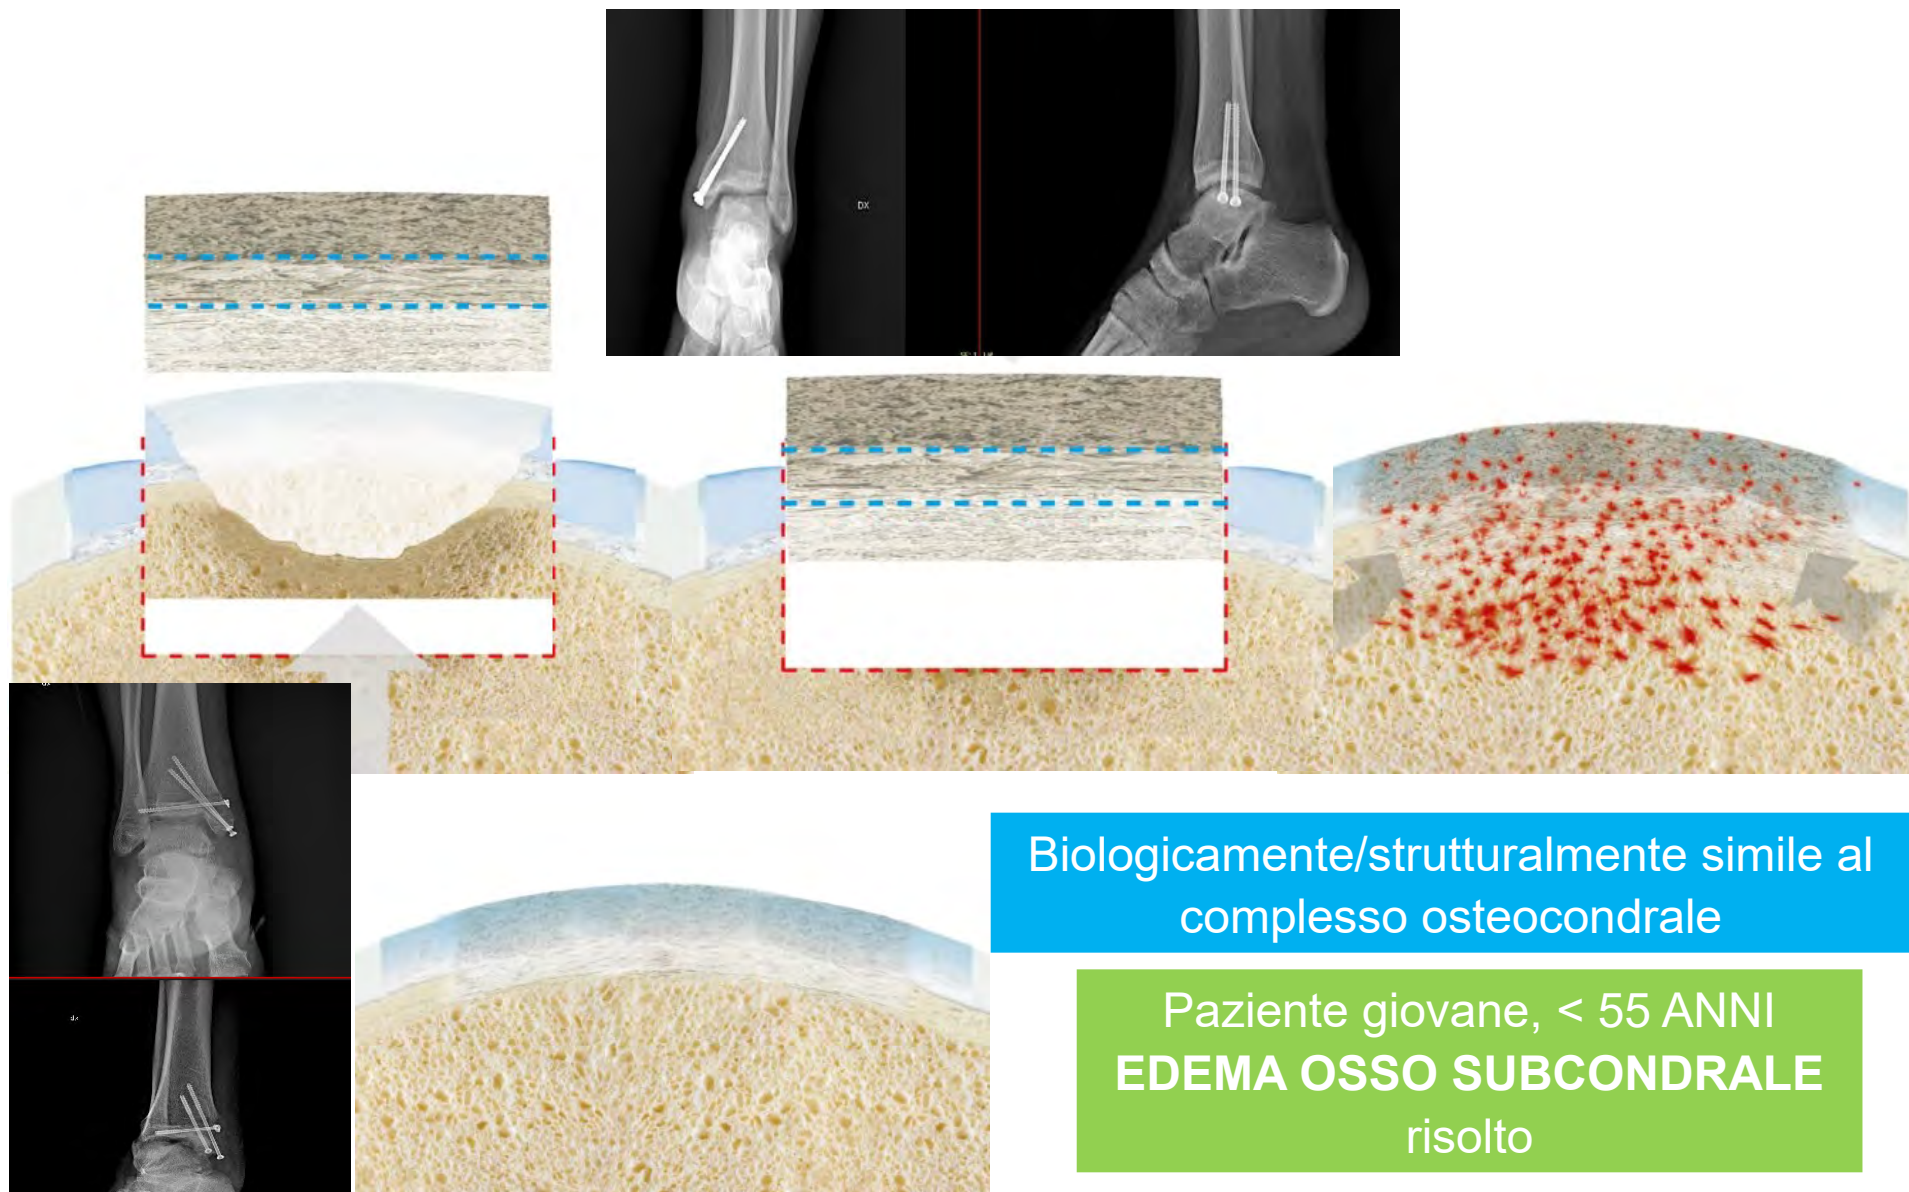 DX
Biologicamente/strutturalmente simile al
complesso osteocondrale
Paziente giovane, < 55 ANNI
EDEMA OSSO SUBCONDRALE
risolto